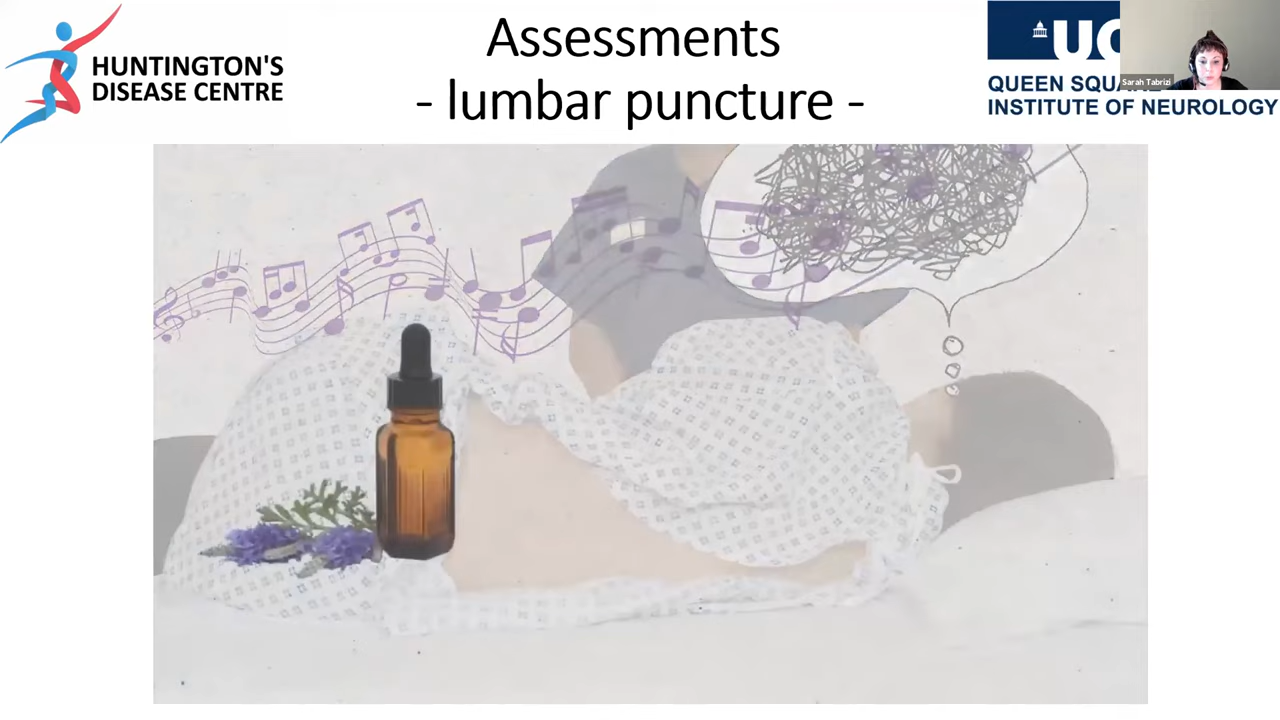 HUNTINGTON'S
DISEASE CENTRE
Assessments
- lumbar puncture -
Sarah Tabrizi
QUEEN SQUARE
INSTITUTE OF NEUROLOGY